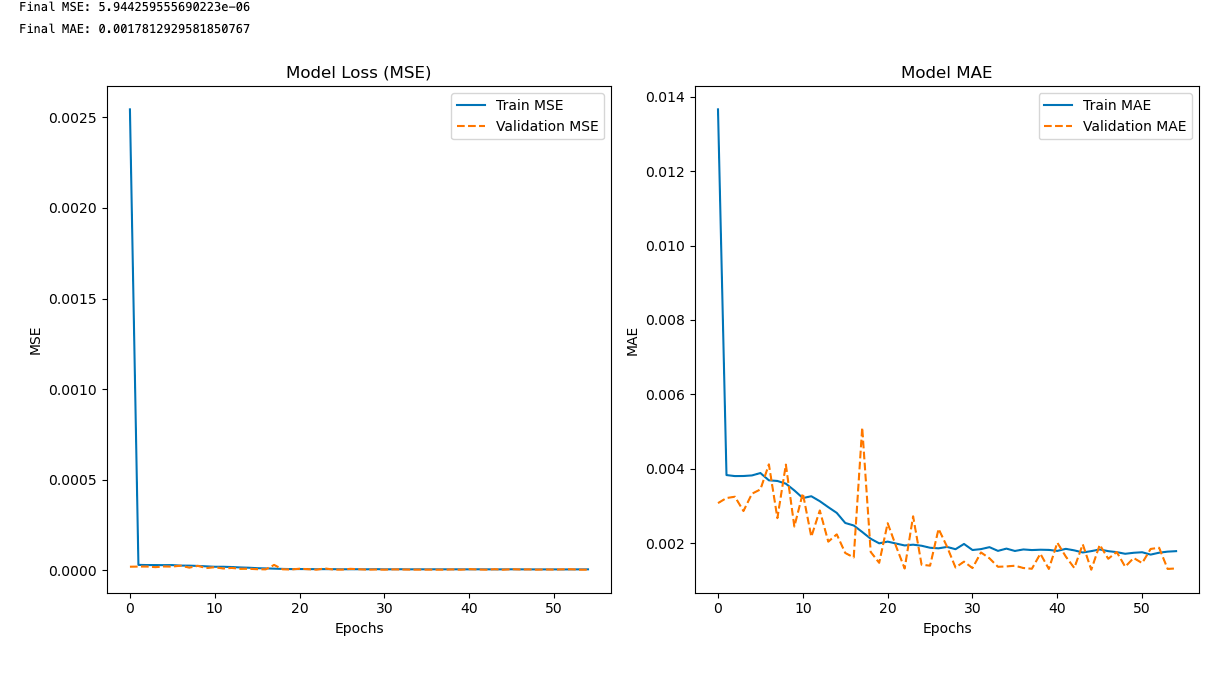 Final MSE: 5.944259555690223e-06
Final MAE: 0.0017812929581850767
Model Loss (MSE)
Train MSE
Validation MSE
0.0025
0.0020
0.0015
0.0010
0.0005
0.0000
MSE
0 10 20 30 40 50
Epochs
Model MAE
Train MAE
Validation MAE
0.014
0.012
0.010
0.008
0.006
0.004
0.002
MAE
0 10 20 30 40 50
Epochs